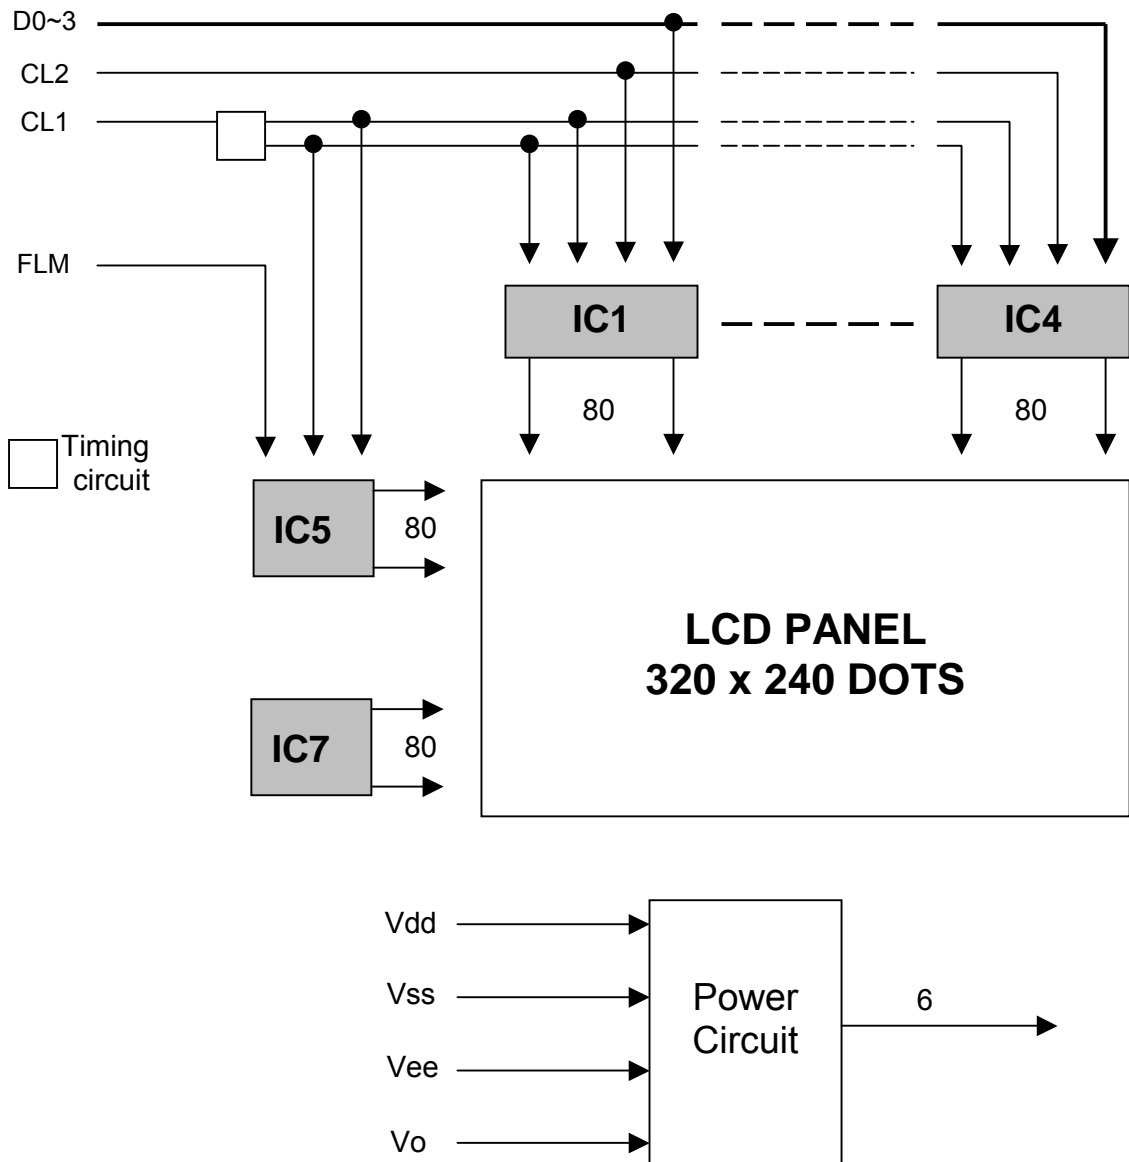 D0~3
CL2
CL1
FLM
IC1
IC4
80
80
Timing
circuit
IC5
80
LCD PANEL
320 x 240 DOTS
IC7
80
Vdd
Vss
Vee
Vo
Power
Circuit
6